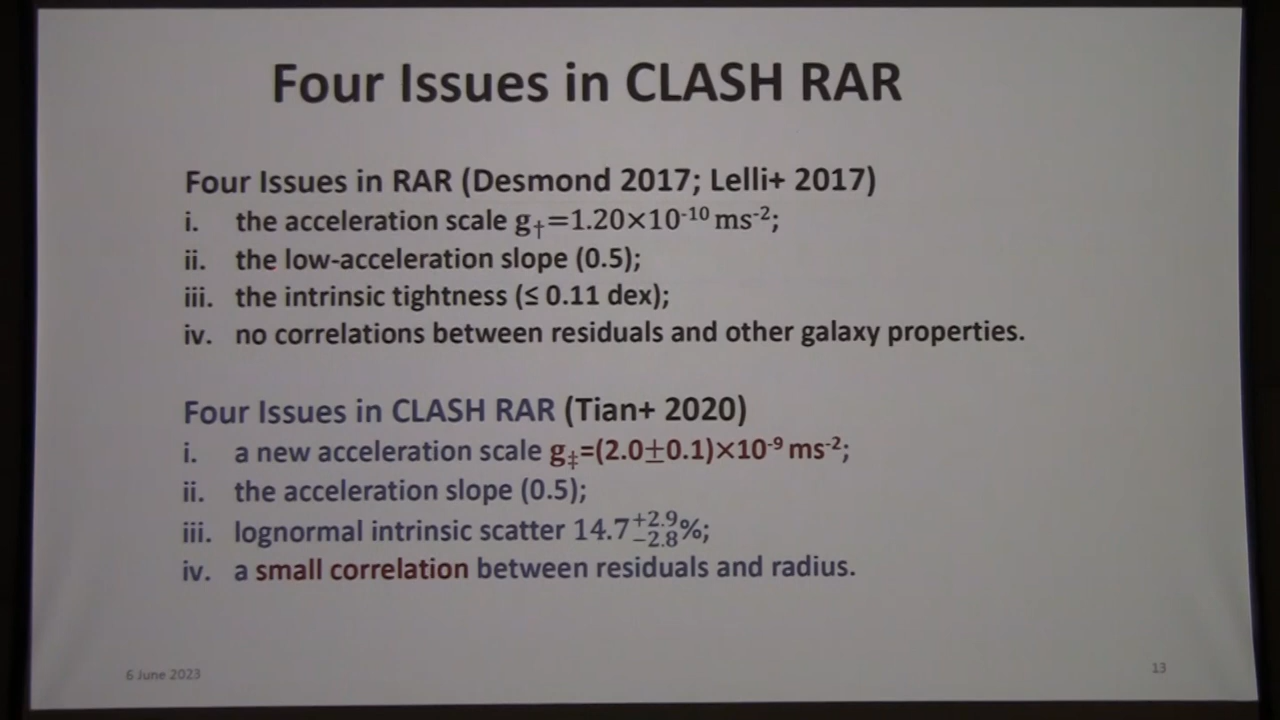 Four Issues in CLASH RAR
Four Issues in RAR (Desmond 2017; Lelli+ 2017)
i. the acceleration scale g†=1.20×10⁻¹⁰ ms⁻²;
ii. the low-acceleration slope (0.5);
iii. the intrinsic tightness (≤ 0.11 dex);
iv. no correlations between residuals and other galaxy properties.
Four Issues in CLASH RAR (Tian+ 2020)
i. a new acceleration scale g‡=(2.0±0.1)×10⁻⁹ ms⁻²;
ii. the acceleration slope (0.5);
iii. lognormal intrinsic scatter 14.7+2.9−2.8%;
iv. a small correlation between residuals and radius.
6 June 2023
13